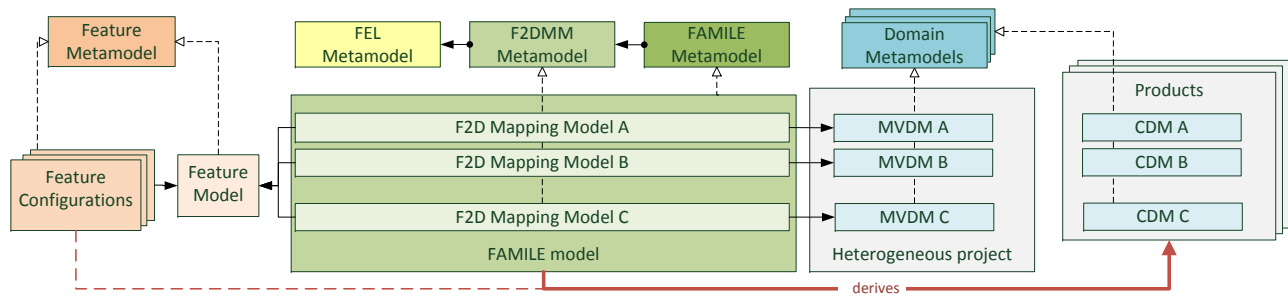 Feature
Metamodel
FEL
Metamodel
F2DMM
Metamodel
FAMILE
Metamodel
Domain
Metamodels
Products
F2D Mapping Model A
MVDM A
CDM A
F2D Mapping Model B
MVDM B
CDM B
Feature
Configurations
Feature
Model
F2D Mapping Model C
MVDM C
CDM C
FAMILE model
Heterogeneous project
derives